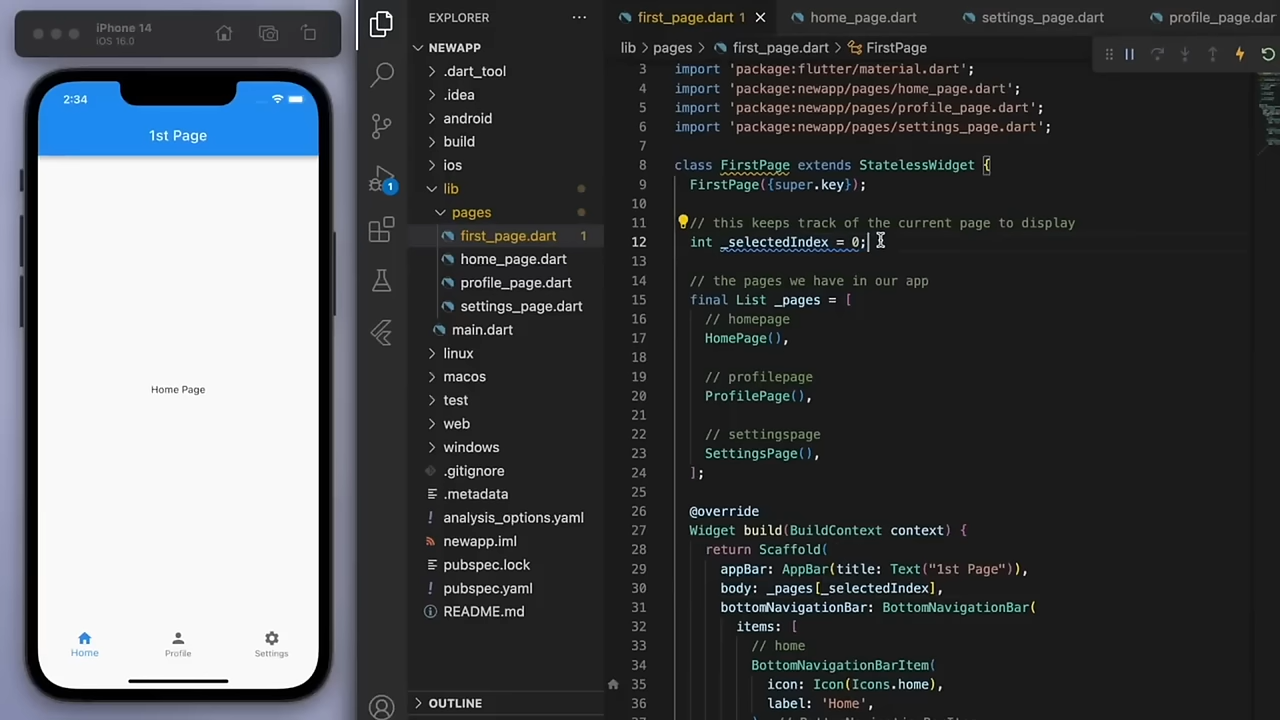 iPhone 14
iOS 16.0
2:34
1st Page
Home Page
Home
Profile
Settings
1
EXPLORER
NEWAPP
.dart_tool
.idea
android
build
ios
lib
pages
first_page.dart 1
home_page.dart
profile_page.dart
settings_page.dart
main.dart
linux
macos
test
web
windows
.gitignore
.metadata
analysis_options.yaml
newapp.iml
pubspec.lock
pubspec.yaml
README.md
OUTLINE
first_page.dart 1
home_page.dart
settings_page.dart
profile_page.dar
lib > pages > first_page.dart > FirstPage
3 import 'package:flutter/material.dart';
4 import 'package:newapp/pages/home_page.dart';
5 import 'package:newapp/pages/profile_page.dart';
6 import 'package:newapp/pages/settings_page.dart';
7
8 class FirstPage extends StatelessWidget {
9 FirstPage({super.key});
10
11 // this keeps track of the current page to display
12 int _selectedIndex = 0;
13
14 // the pages we have in our app
15 final List _pages = [
16 // homepage
17 HomePage(),
18
19 // profilepage
20 ProfilePage(),
21
22 // settingspage
23 SettingsPage(),
24 ];
25
26 @override
27 Widget build(BuildContext context) {
28 return Scaffold(
29 appBar: AppBar(title: Text("1st Page")),
30 body: _pages[_selectedIndex],
31 bottomNavigationBar: BottomNavigationBar(
32 items: [
33 // home
34 BottomNavigationBarItem(
35 icon: Icon(Icons.home),
36 label: 'Home',